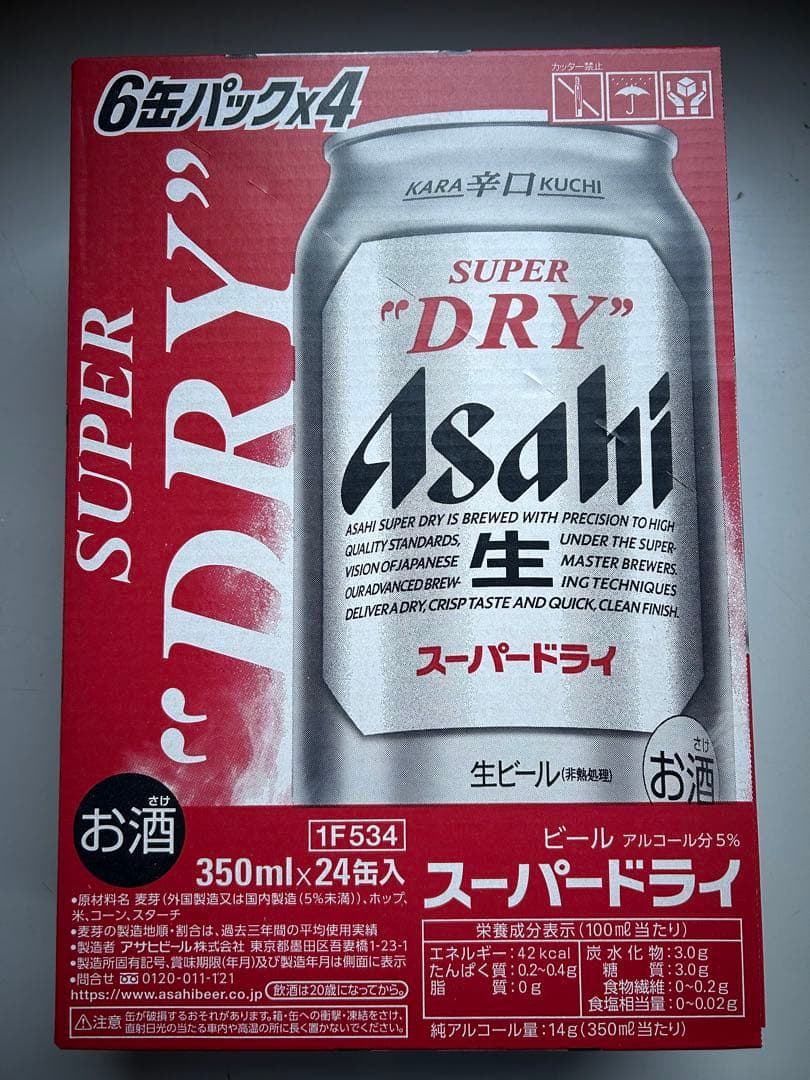 6缶パックx4
カッター禁止
SUPER
“DRY”
KARA 辛口 KUCHI
SUPER
“DRY”
Asahi
ASAHI SUPER DRY IS BREWED WITH PRECISION TO HIGH
QUALITY STANDARDS, UNDER THE SUPER-
VISION OF JAPANESE MASTER BREWERS.
OUR ADVANCED BREW- ING TECHNIQUES
DELIVER A DRY, CRISP TASTE AND QUICK, CLEAN FINISH.
生
スーパードライ
生ビール(非熱処理)
さけ
お酒
さけ
お酒
1F534
350ml×24缶入
ビール アルコール分5%
スーパードライ
•原材料名 麦芽(外国製造又は国内製造(5%未満))、ホップ、
米、コーン、スターチ
•麦芽の製造地順・割合は、過去三年間の平均使用実績
•製造者 アサヒビール株式会社 東京都墨田区吾妻橋1-23-1
•製造所固有記号、賞味期限(年月)及び製造年月は側面に表示
•問合せ 0120-011-121
https://www.asahibeer.co.jp 飲酒は20歳になってから。
⚠注意 缶が破損するおそれがあります。箱・缶への衝撃・凍結をさけ、
直射日光の当たる車内や高温の所に長く置かないでください。
栄養成分表示(100ml当たり)
エネルギー:42kcal
たんぱく質:0.2~0.4g
脂質:0g
炭水化物:3.0g
糖質:3.0g
食物繊維:0~0.2g
食塩相当量:0~0.02g
純アルコール量:14g(350ml当たり)